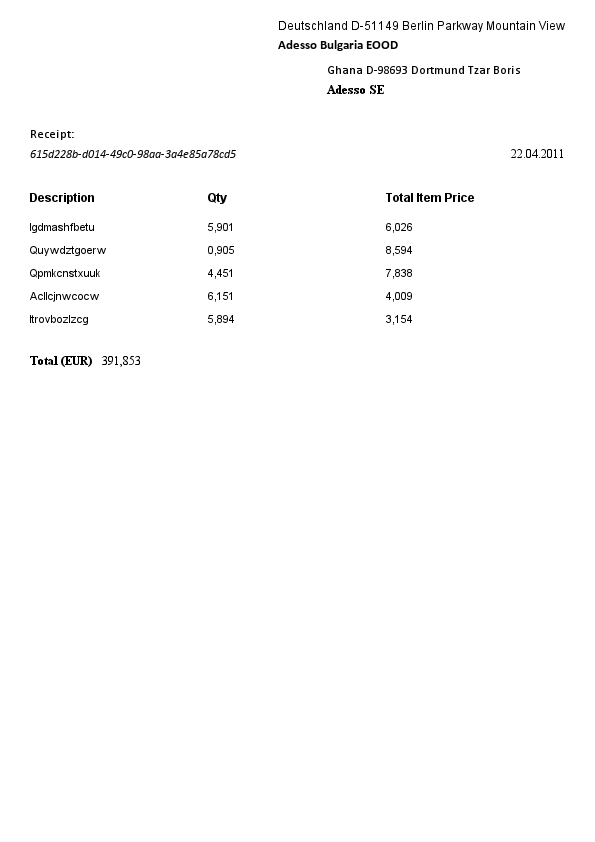 Deutschland D-51149 Berlin Parkway Mountain View
Adesso Bulgaria EOOD
Ghana D-98693 Dortmund Tzar Boris
Adesso SE
Receipt:
615d228b-d014-49c0-98aa-3a4e85a78cd5 22.04.2011
Description Qty Total Item Price
Igdmashfbetu 5,901 6,026
Quywdztgoerw 0,905 8,594
Qpmkcnstxuuk 4,451 7,838
Acllcjnwcocw 6,151 4,009
Itrovbozlzcg 5,894 3,154
Total (EUR) 391,853